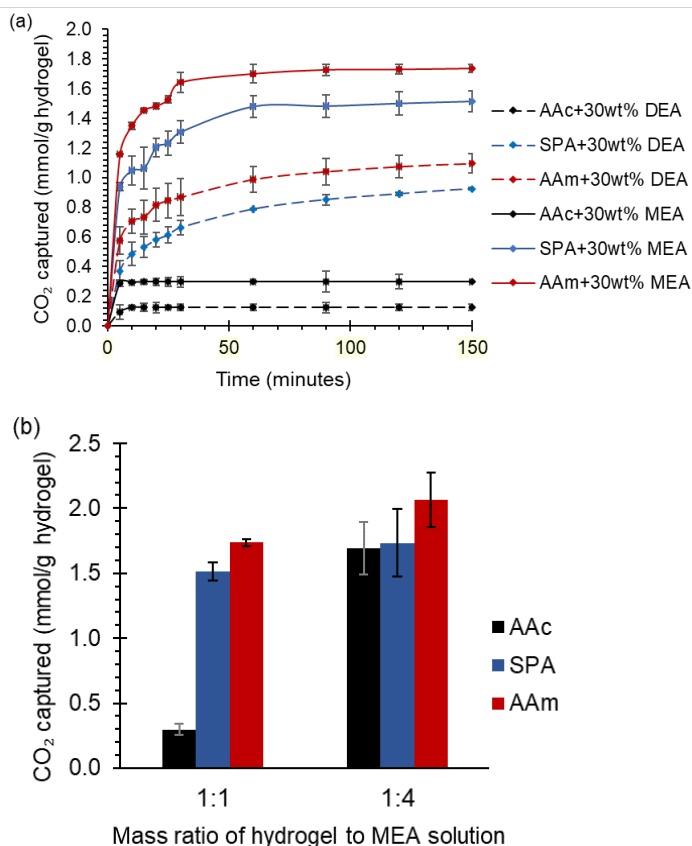 (a)
CO₂ captured (mmol/g hydrogel)
2.0
1.8
1.6
1.4
1.2
1.0
0.8
0.6
0.4
0.2
0.0
0
50
100
150
Time (minutes)
AAc+30wt% DEA
SPA+30wt% DEA
AAm+30wt% DEA
AAc+30wt% MEA
SPA+30wt% MEA
AAm+30wt% MEA
(b)
CO₂ captured (mmol/g hydrogel)
2.5
2.0
1.5
1.0
0.5
0.0
1:1
1:4
Mass ratio of hydrogel to MEA solution
AAc
SPA
AAm